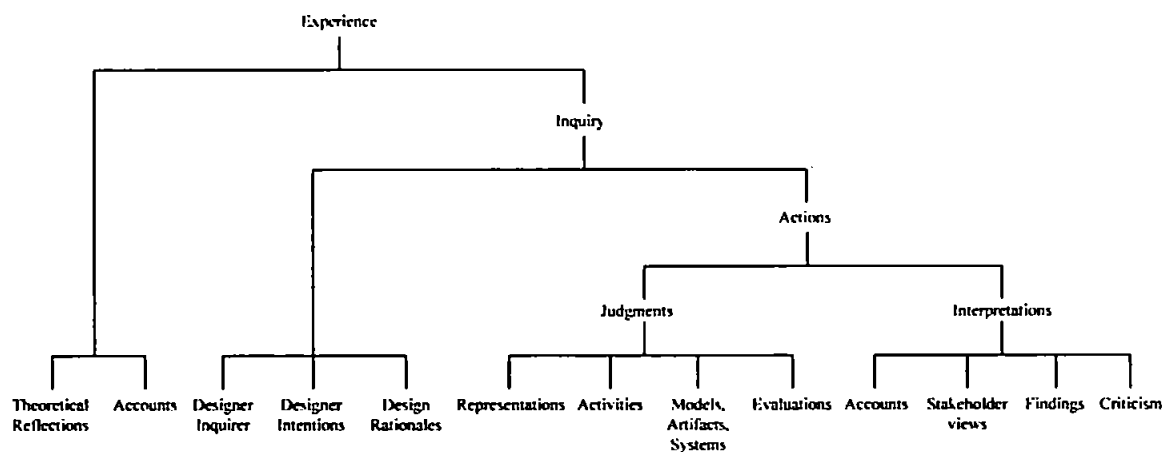 Experience
Inquiry
Actions
Judgments
Interpretations
Theoretical
Reflections
Accounts
Designer
Inquirer
Designer
Intentions
Design
Rationales
Representations
Activities
Models,
Artifacts,
Systems
Evaluations
Accounts
Stakeholder
views
Findings
Criticism